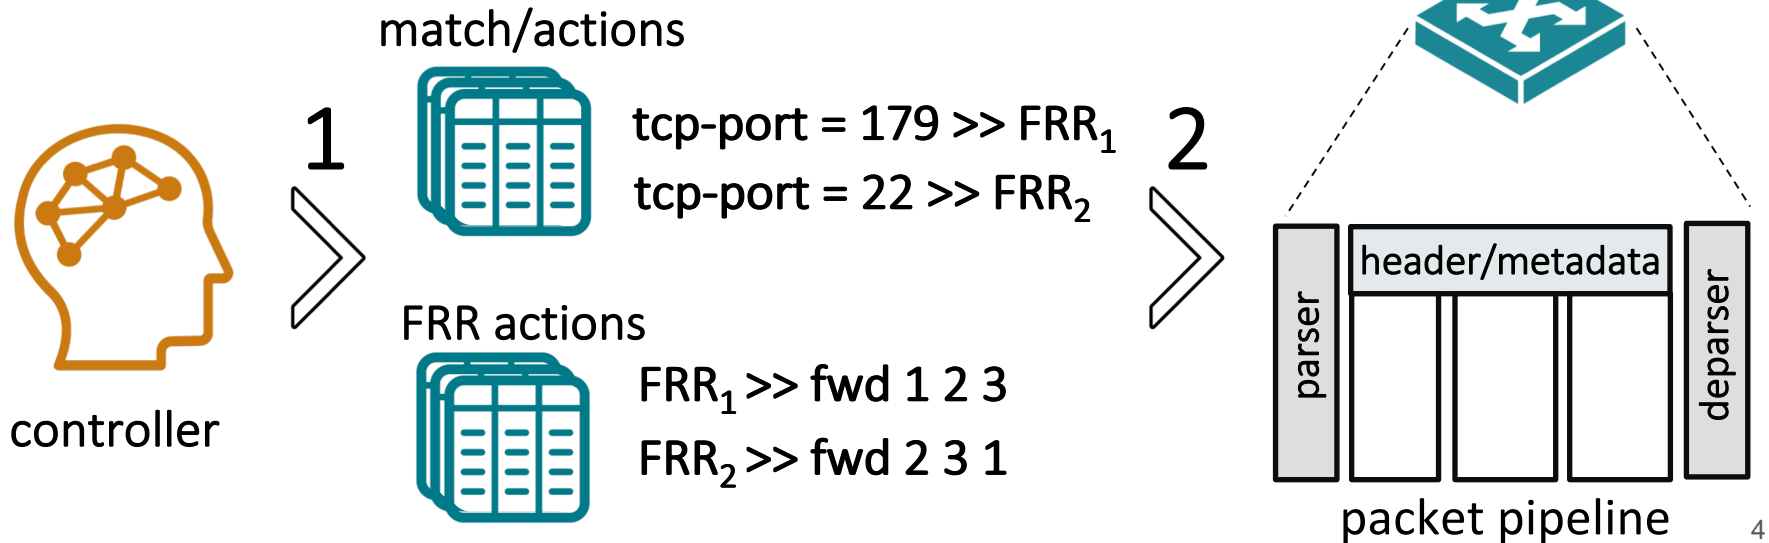 match/actions
1
tcp-port = 179 >> FRR₁
tcp-port = 22 >> FRR₂
2
controller
FRR actions
FRR₁ >> fwd 1 2 3
FRR₂ >> fwd 2 3 1
header/metadata
parser
deparser
packet pipeline
4